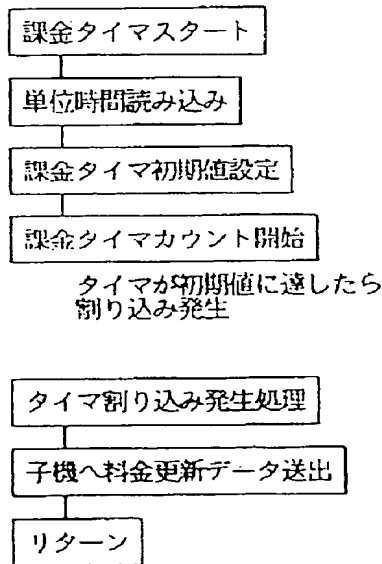 課金タイマスタート
単位時間読み込み
課金タイマ初期値設定
課金タイマカウント開始
タイマが初期値に達したら
割り込み発生
タイマ割り込み発生処理
子機へ料金更新データ送出
リターン